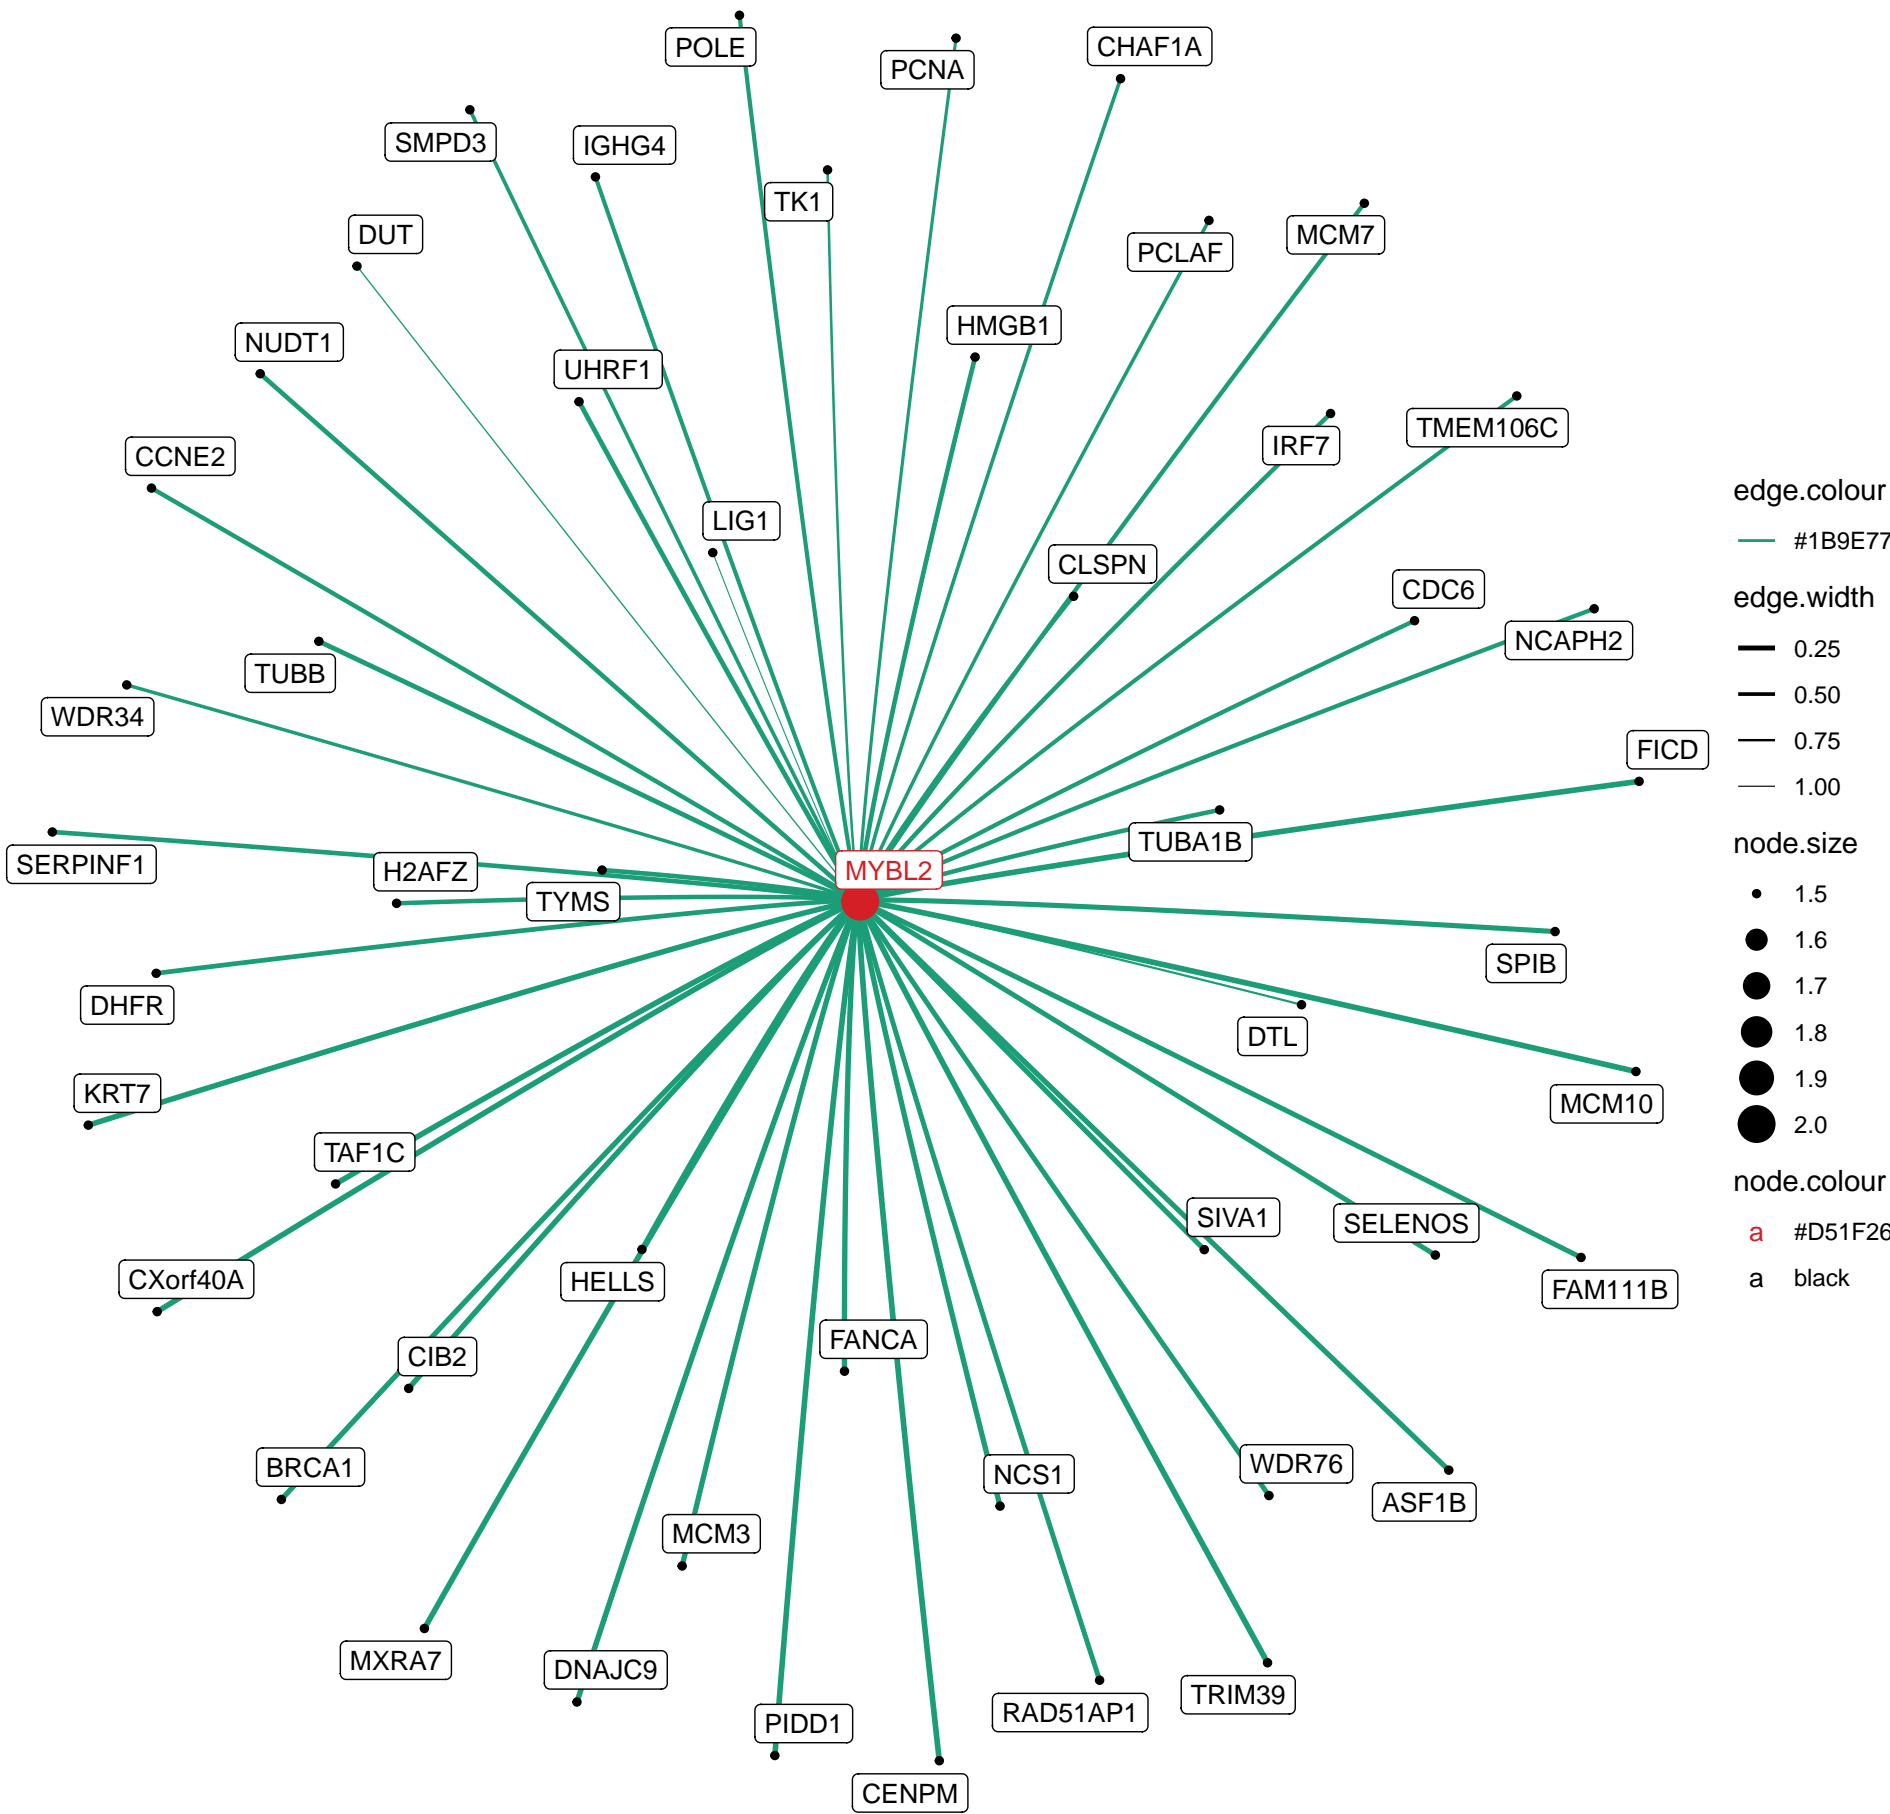 POLE
CHAF1A
PCNA
SMPD3
IGHG4
TK1
DUT
MCM7
PCLAF
HMGB1
NUDT1
UHRF1
TMEM106C
IRF7
CCNE2
edge.colour
#1B9E77
LIG1
CLSPN
CDC6
edge.width
NCAPH2
0.25
TUBB
0.50
WDR34
0.75
FICD
1.00
TUBA1B
node.size
SERPINF1
H2AFZ
MYBL2
1.5
TYMS
1.6
SPIB
1.7
DHFR
1.8
DTL
1.9
KRT7
MCM10
2.0
TAF1C
node.colour
SIVA1
SELENOS
a #D51F26
CXorf40A
HELLS
a black
FAM111B
FANCA
CIB2
BRCA1
WDR76
NCS1
ASF1B
MCM3
MXRA7
DNAJC9
TRIM39
RAD51AP1
PIDD1
CENPM